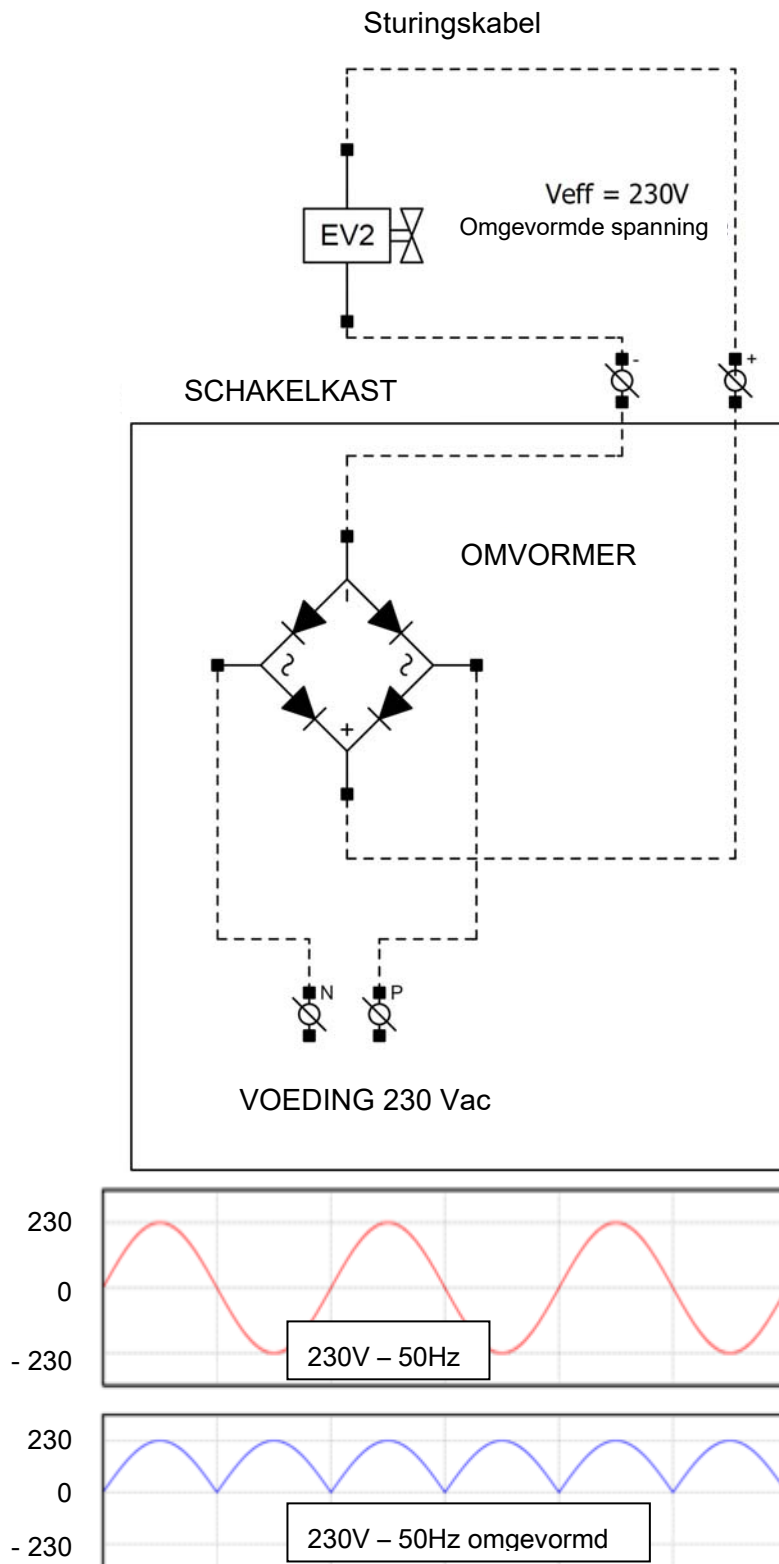 Sturingskabel
Veff = 230V
EV2
Omgevormde spanning
- +
SCHAKELKAST
OMVORMER
~ ~
+
N P
VOEDING 230 Vac
230
0
- 230
230V – 50Hz
230
0
- 230
230V – 50Hz omgevormd